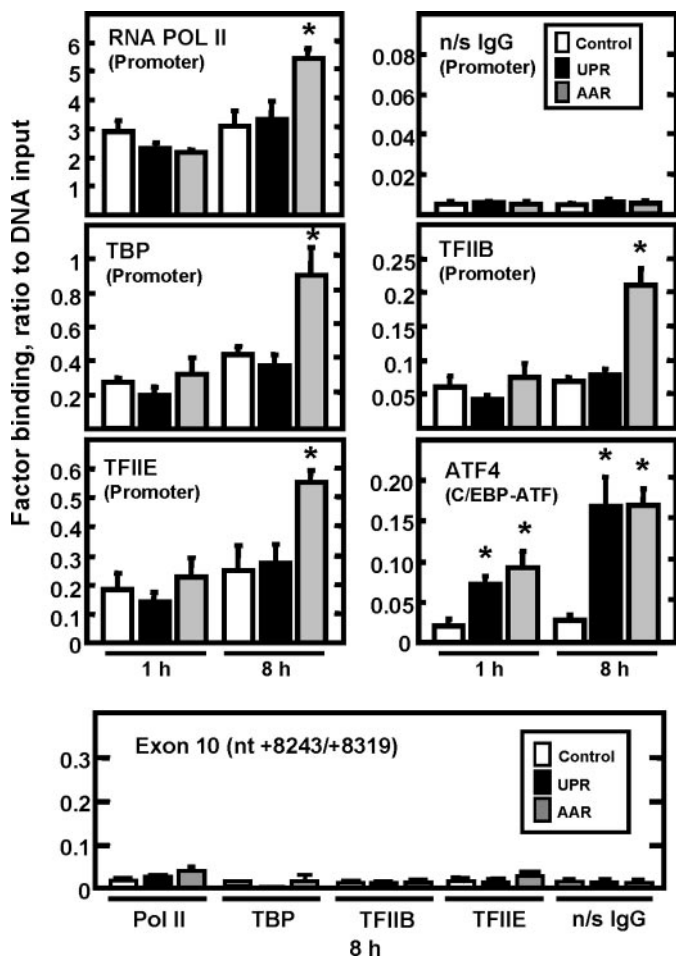 Factor binding, ratio to DNA input
RNA POL II
(Promoter)
*
6
5
4
3
2
1
n/s IgG
(Promoter)
Control
UPR
AAR
0.08
0.06
0.04
0.02
TBP
(Promoter)
*
1
0.8
0.6
0.4
0.2
TFIIB
(Promoter)
*
0.25
0.20
0.15
0.10
0.05
TFIIE
(Promoter)
*
0.6
0.5
0.4
0.3
0.2
0.1
0
1 h 8 h
ATF4
(C/EBP-ATF)
* * * *
0.20
0.15
0.10
0.05
0
1 h 8 h
Exon 10 (nt +8243/+8319)
Control
UPR
AAR
0.3
0.2
0.1
0
Pol II TBP TFIIB TFIIE n/s IgG
8 h